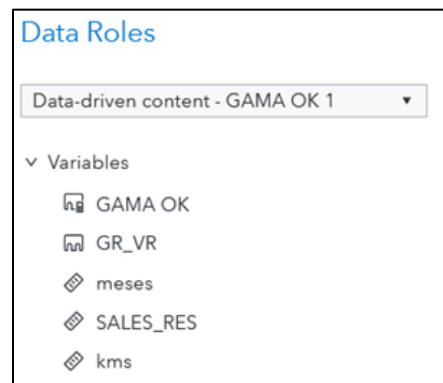 Data Roles
Data-driven content - GAMA OK 1
Variables
GAMA OK
GR_VR
meses
SALES_RES
kms